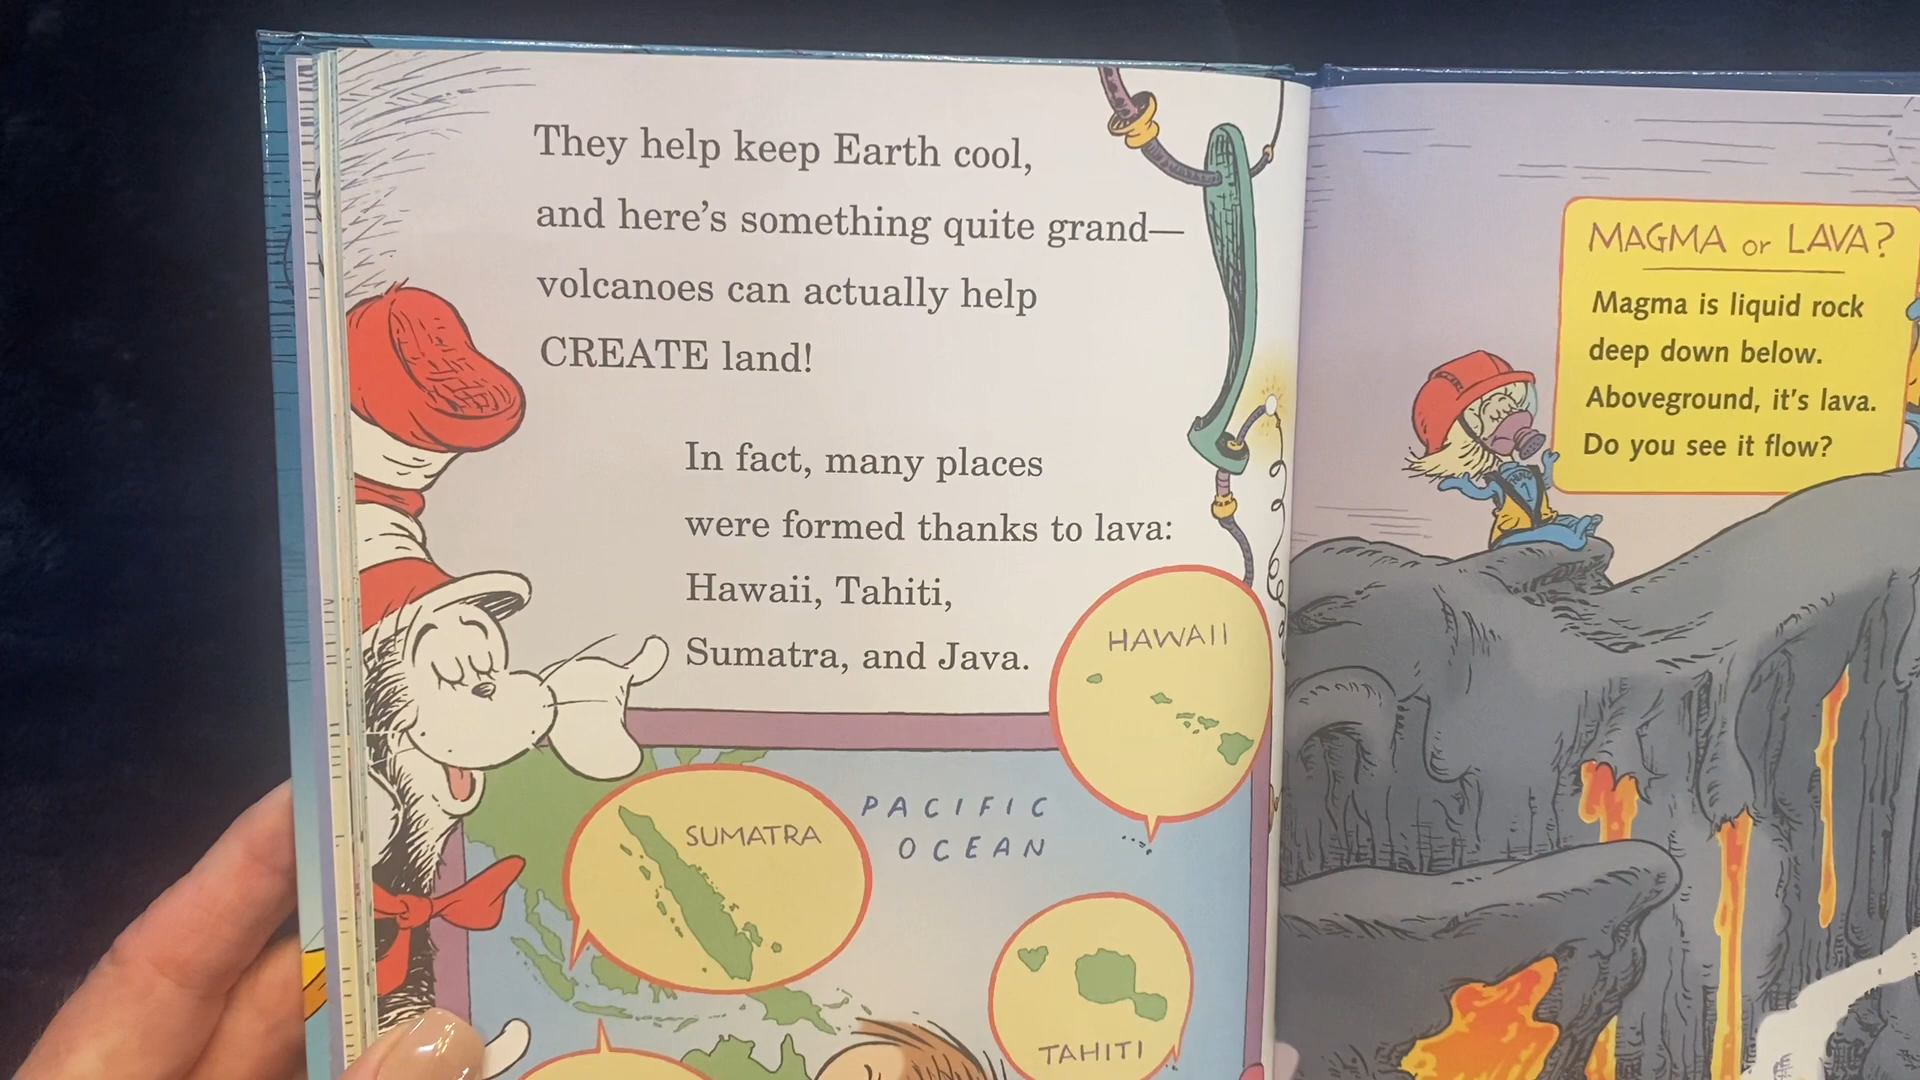 They help keep Earth cool,
and here's something quite grand—
volcanoes can actually help
CREATE land!
In fact, many places
were formed thanks to lava:
Hawaii, Tahiti,
Sumatra, and Java.
HAWAII
SUMATRA
PACIFIC
OCEAN
TAHITI
MAGMA or LAVA?
Magma is liquid rock
deep down below.
Aboveground, it's lava.
Do you see it flow?